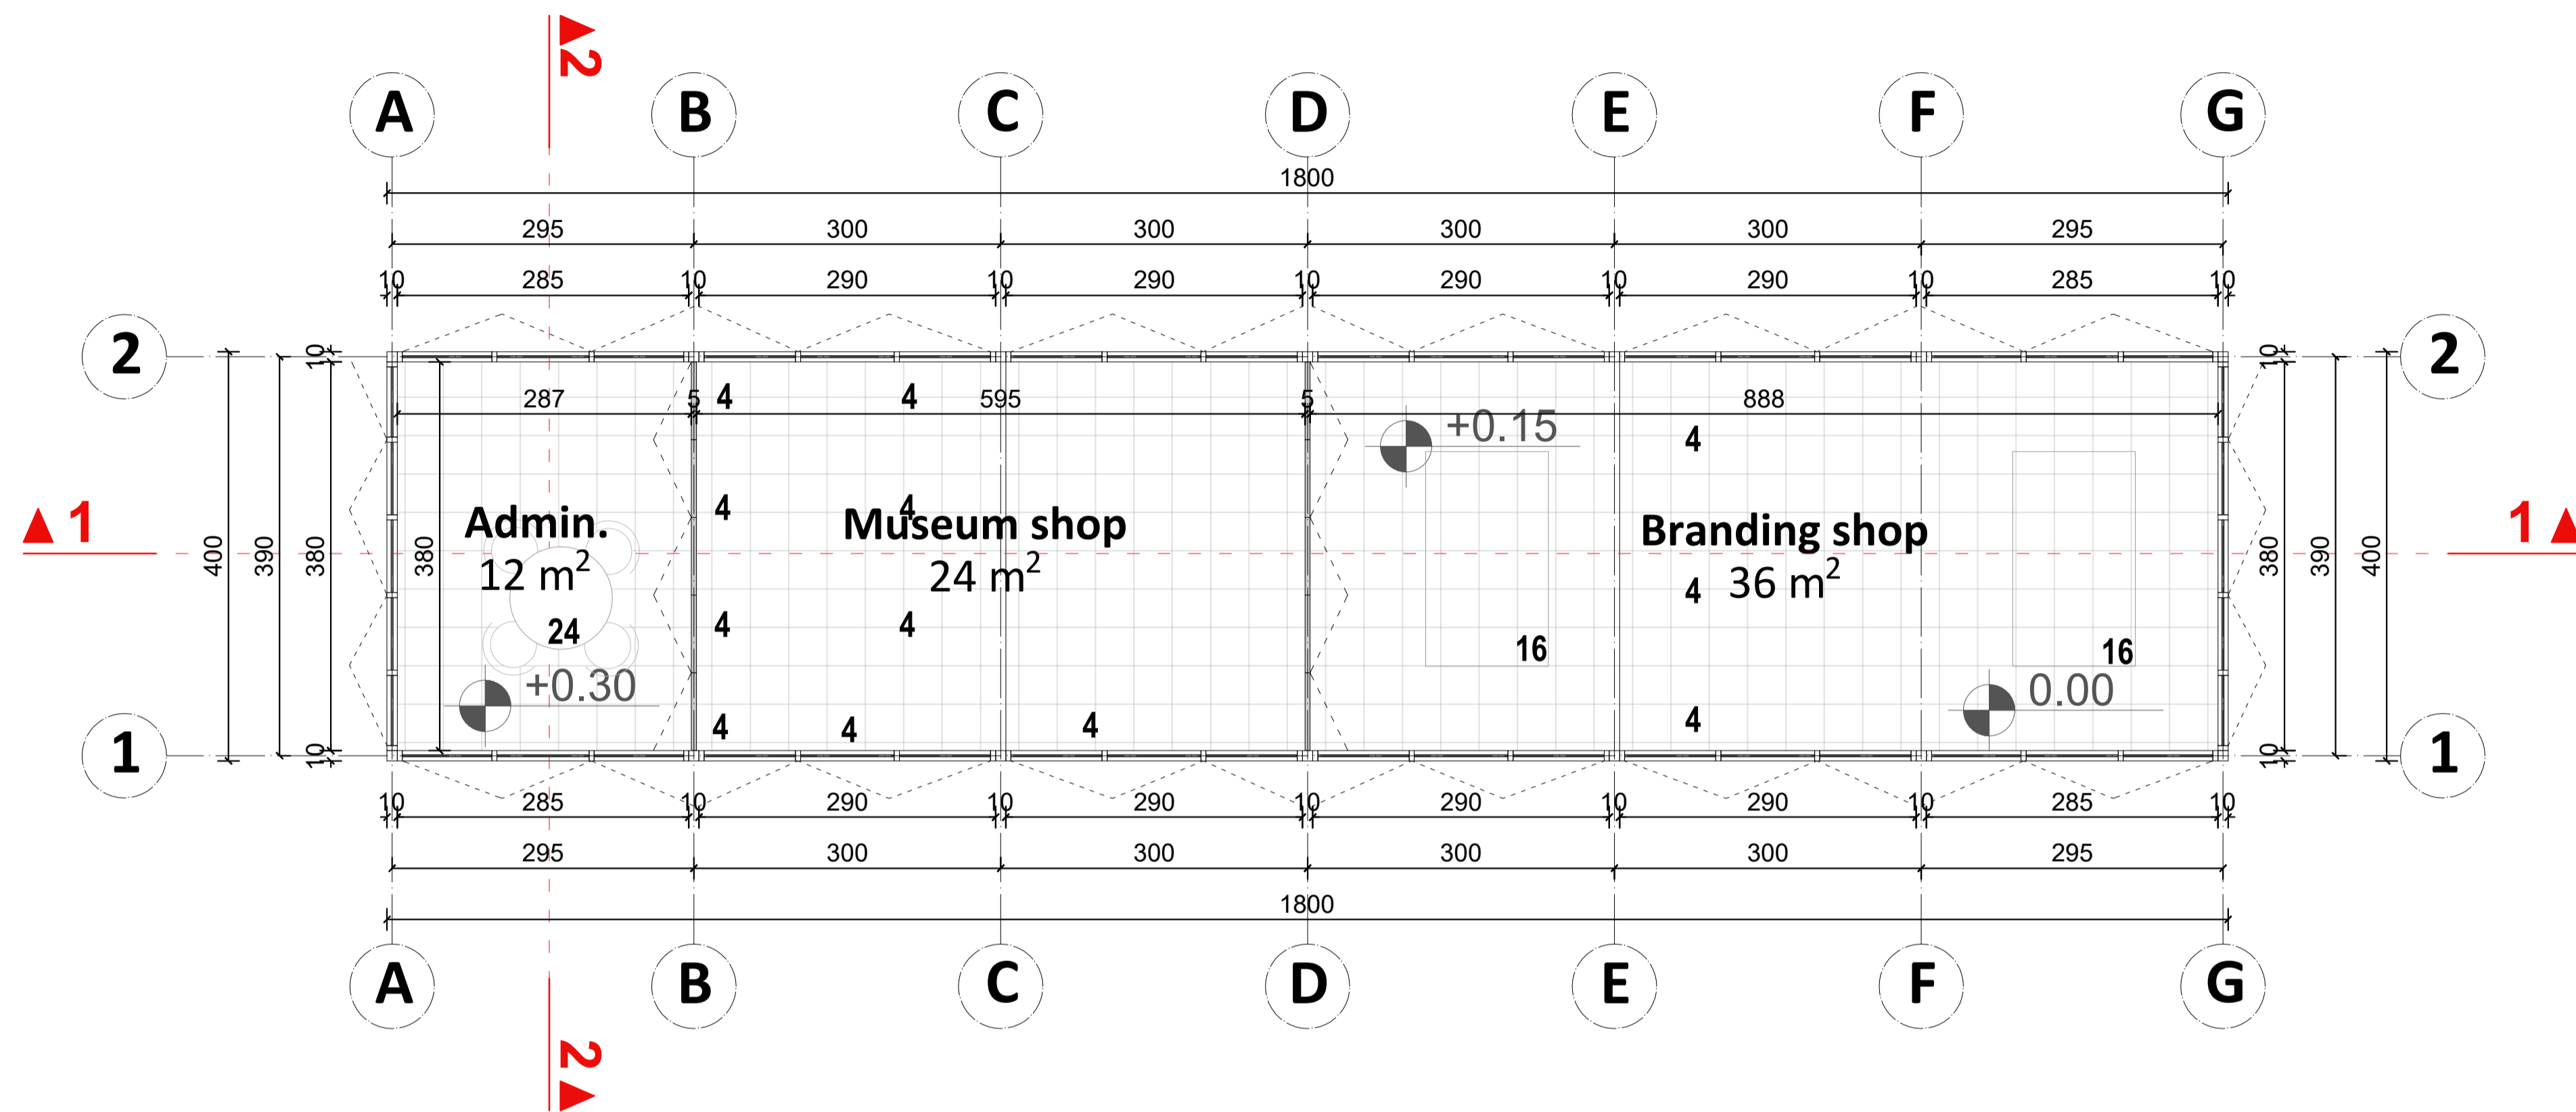 ▲2
A B C D E F G
1800
295 300 300 300 300 295
10 285 10 290 10 290 10 290 10 290 10 285 10
2 10 10 2
287 5 4 4 595 5 888
+0.15
4
4 4
▲ 1 Admin. Museum shop Branding shop 1 ▲
400 390 380 380 380 390 400
12 m² 24 m² 36 m²
4
24 4 4
16 16
+0.30 0.00
4 4 4 4
1 10 10 1
10 285 10 290 10 290 10 290 10 290 10 285 10
295 300 300 300 300 295
1800
A B C D E F G
2▲